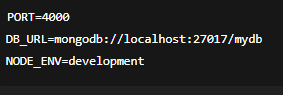 PORT=4000
DB_URL=mongodb://localhost:27017/mydb
NODE_ENV=development